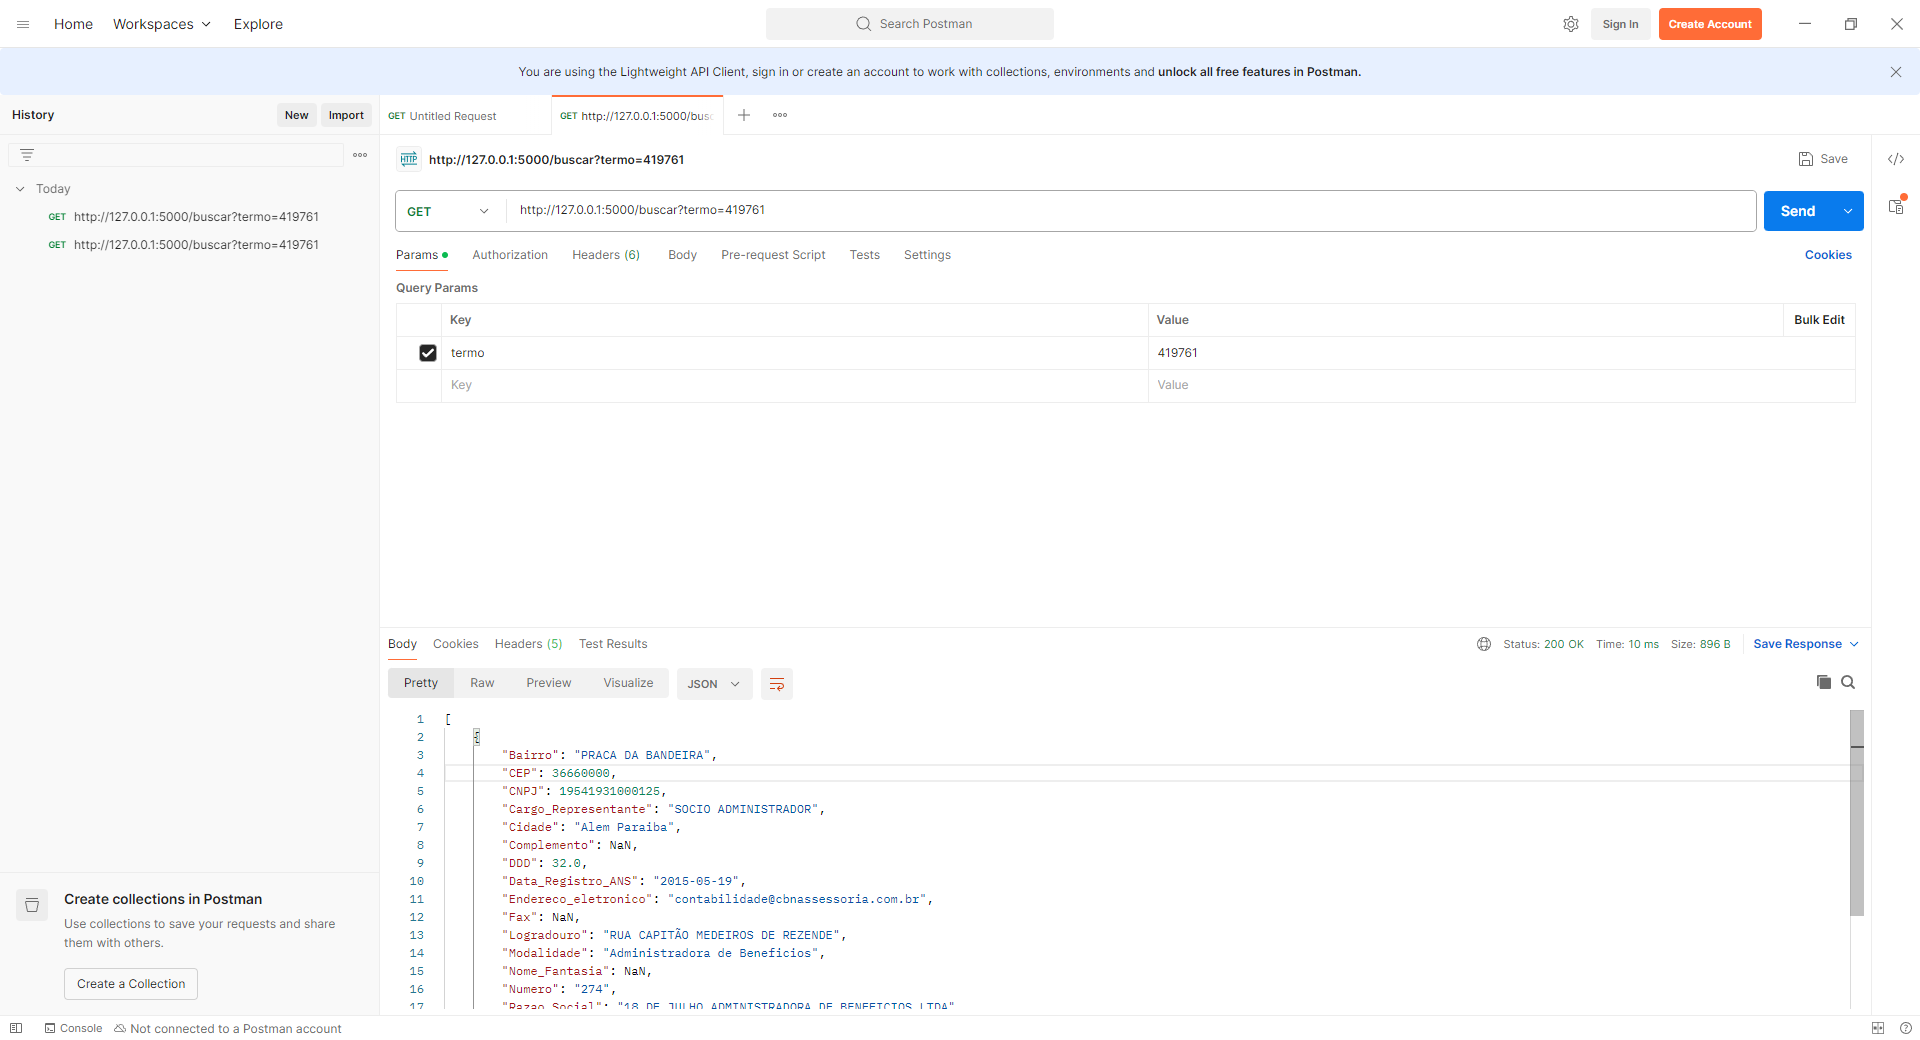 Home Workspaces Explore Search Postman Sign In Create Account
You are using the Lightweight API Client, sign in or create an account to work with collections, environments and unlock all free features in Postman.
History New Import GET Untitled Request GET http://127.0.0.1:5000/bus
HTTP http://127.0.0.1:5000/buscar?termo=419761 Save
Today
GET http://127.0.0.1:5000/buscar?termo=419761
GET http://127.0.0.1:5000/buscar?termo=419761
GET http://127.0.0.1:5000/buscar?termo=419761 Send
Params Authorization Headers (6) Body Pre-request Script Tests Settings Cookies
Query Params
Key Value Bulk Edit
termo 419761
Key Value
Body Cookies Headers (5) Test Results Status: 200 OK Time: 10 ms Size: 896 B Save Response
Pretty Raw Preview Visualize JSON
1 [
2 {
3 "Bairro": "PRACA DA BANDEIRA",
4 "CEP": 36660000,
5 "CNPJ": 19541931000125,
6 "Cargo_Representante": "SOCIO ADMINISTRADOR",
7 "Cidade": "Alem Paraiba",
8 "Complemento": NaN,
9 "DDD": 32.0,
10 "Data_Registro_ANS": "2015-05-19",
11 "Endereco_eletronico": "contabilidade@cbnassessoria.com.br",
12 "Fax": NaN,
13 "Logradouro": "RUA CAPITÃO MEDEIROS DE REZENDE",
14 "Modalidade": "Administradora de Beneficios",
15 "Nome_Fantasia": NaN,
16 "Numero": "274",
17 "Razao_Social": "18 DE JULHO ADMINISTRADORA DE BENEFICIOS LTDA"
Create collections in Postman
Use collections to save your requests and share
them with others.
Create a Collection
Console Not connected to a Postman account